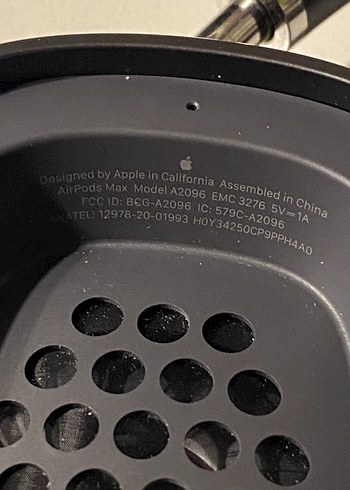 Designed by Apple in California Assembled in China
AirPods Max Model A2096 EMC 3276 5V⎓1A
FCC ID: BCG-A2096 IC: 579C-A2096
ANATEL: 12978-20-01993 H0Y34250CP9PPH4A0